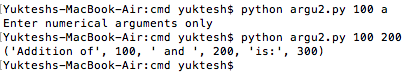 [Yukteshs-MacBook-Air:cmd yuktesh$ python argu2.py 100 a
Enter numerical arguments only
[Yukteshs-MacBook-Air:cmd yuktesh$ python argu2.py 100 200
('Addition of', 100, ' and ', 200, 'is:', 300)
Yukteshs-MacBook-Air:cmd yuktesh$